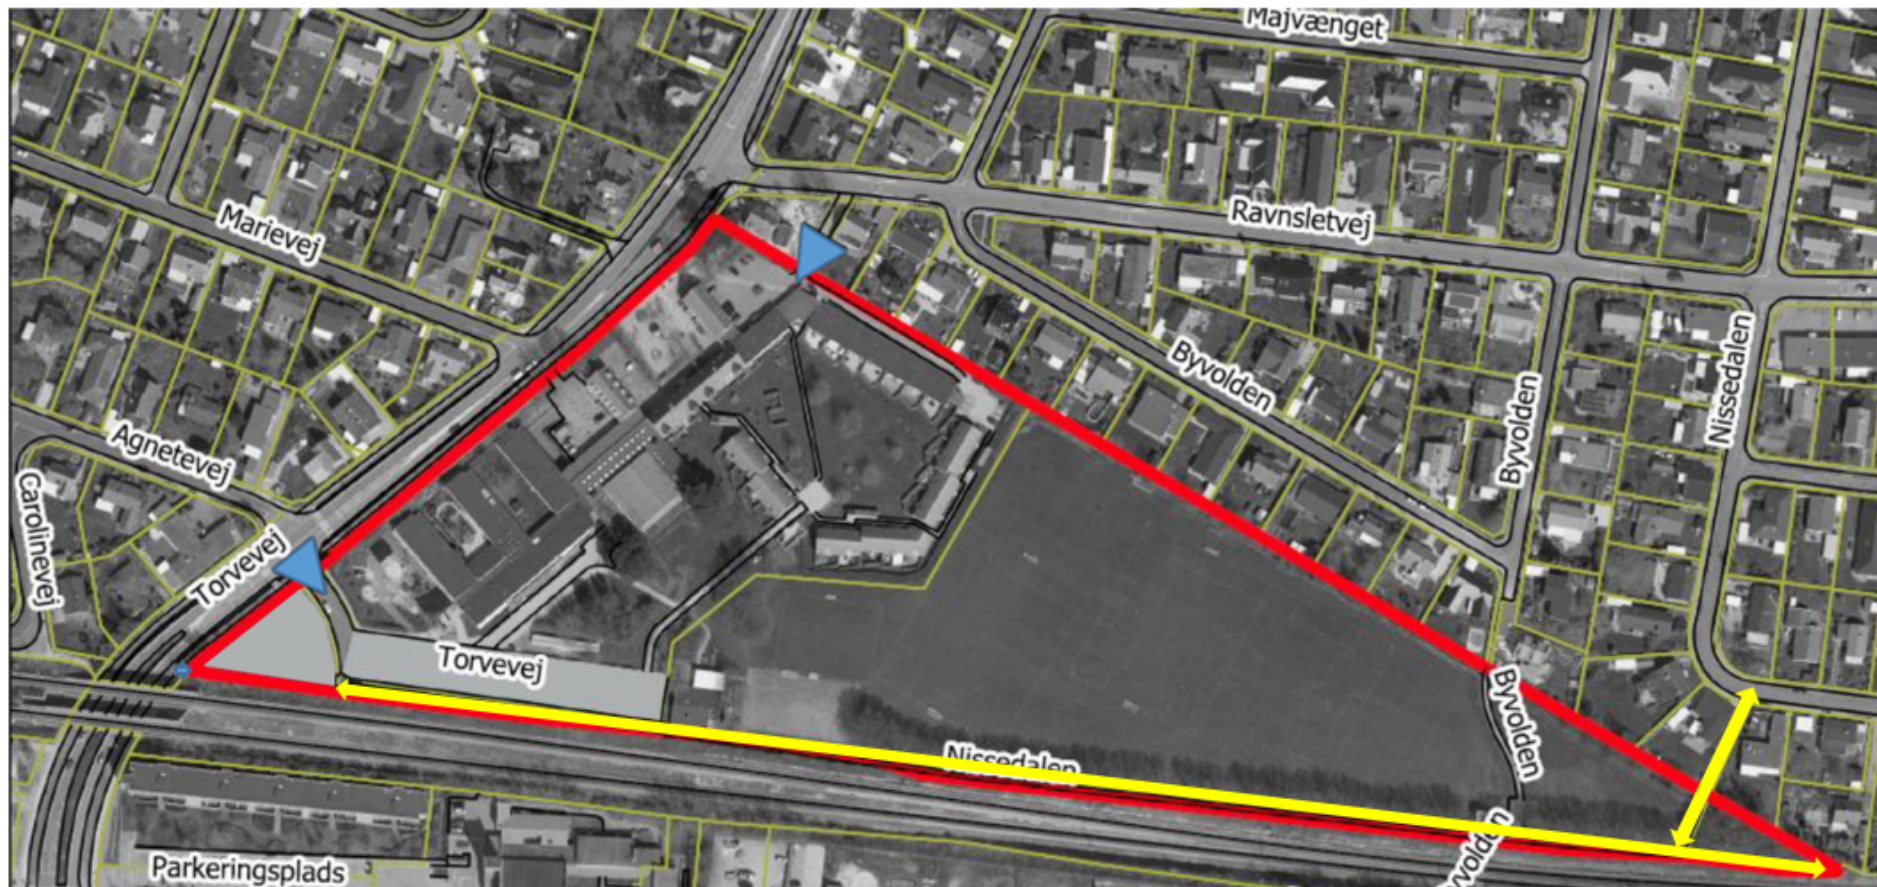 Majvænget
Marievej
Ravnsletvej
Byvolden
Byvolden
Nissedalen
Agnetevej
Carolinevej
Torvevej
Torvevej
Byvolden
Nissedalen
Parkeringsplads